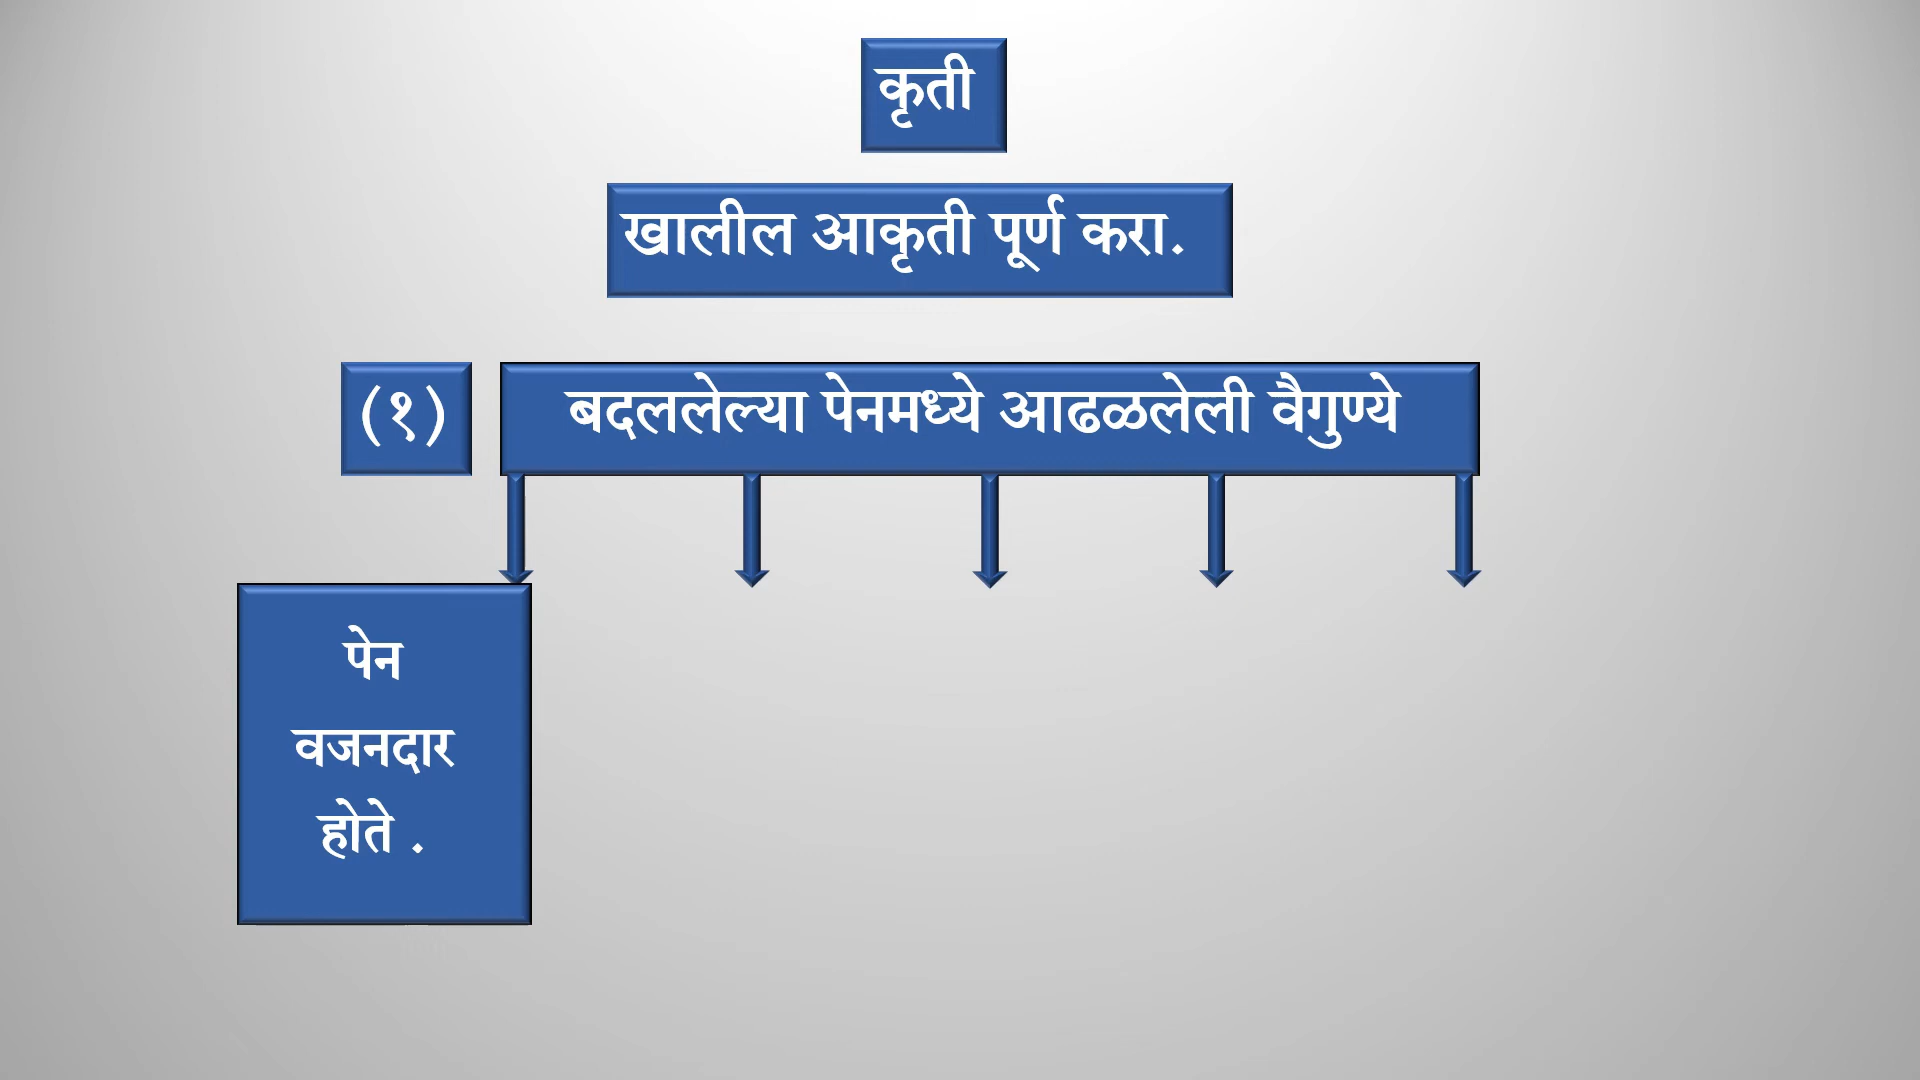 कृती
खालील आकृती पूर्ण करा.
(१) बदललेल्या पेनमध्ये आढळलेली वैगुण्ये
पेन
वजनदार
होते .